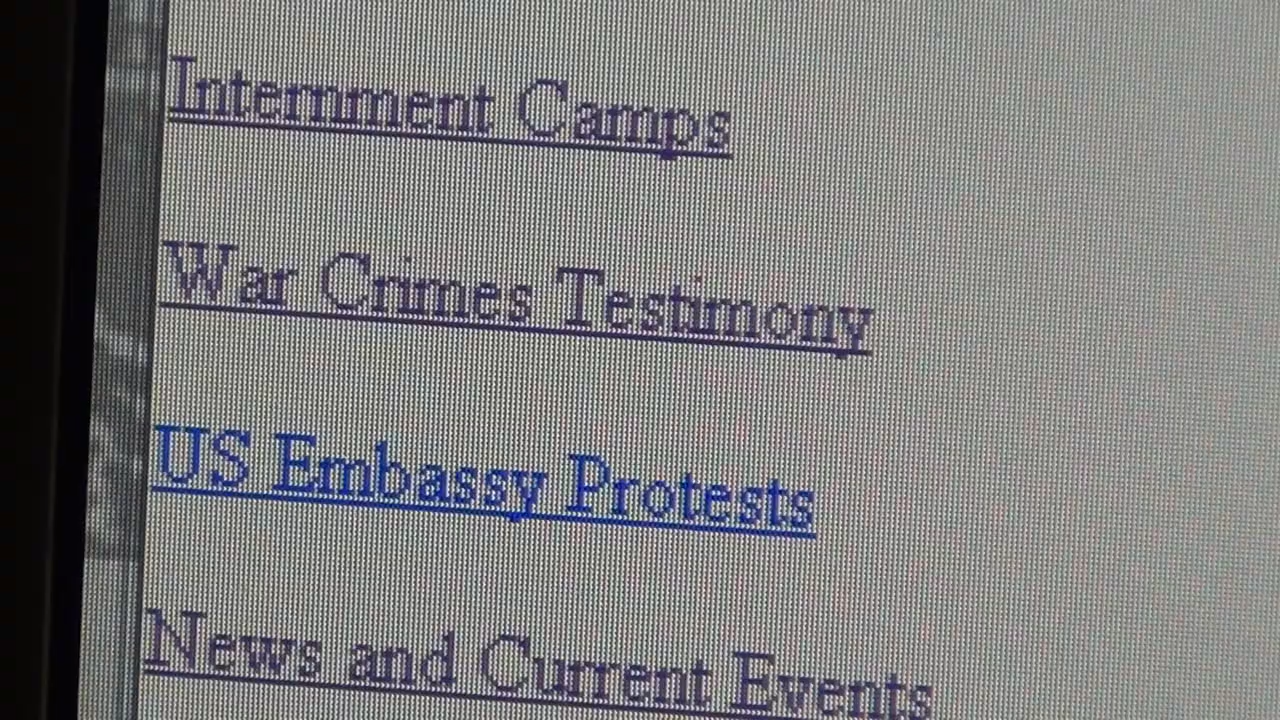 Internment Camps
War Crimes Testimony
US Embassy Protests
News and Current Events